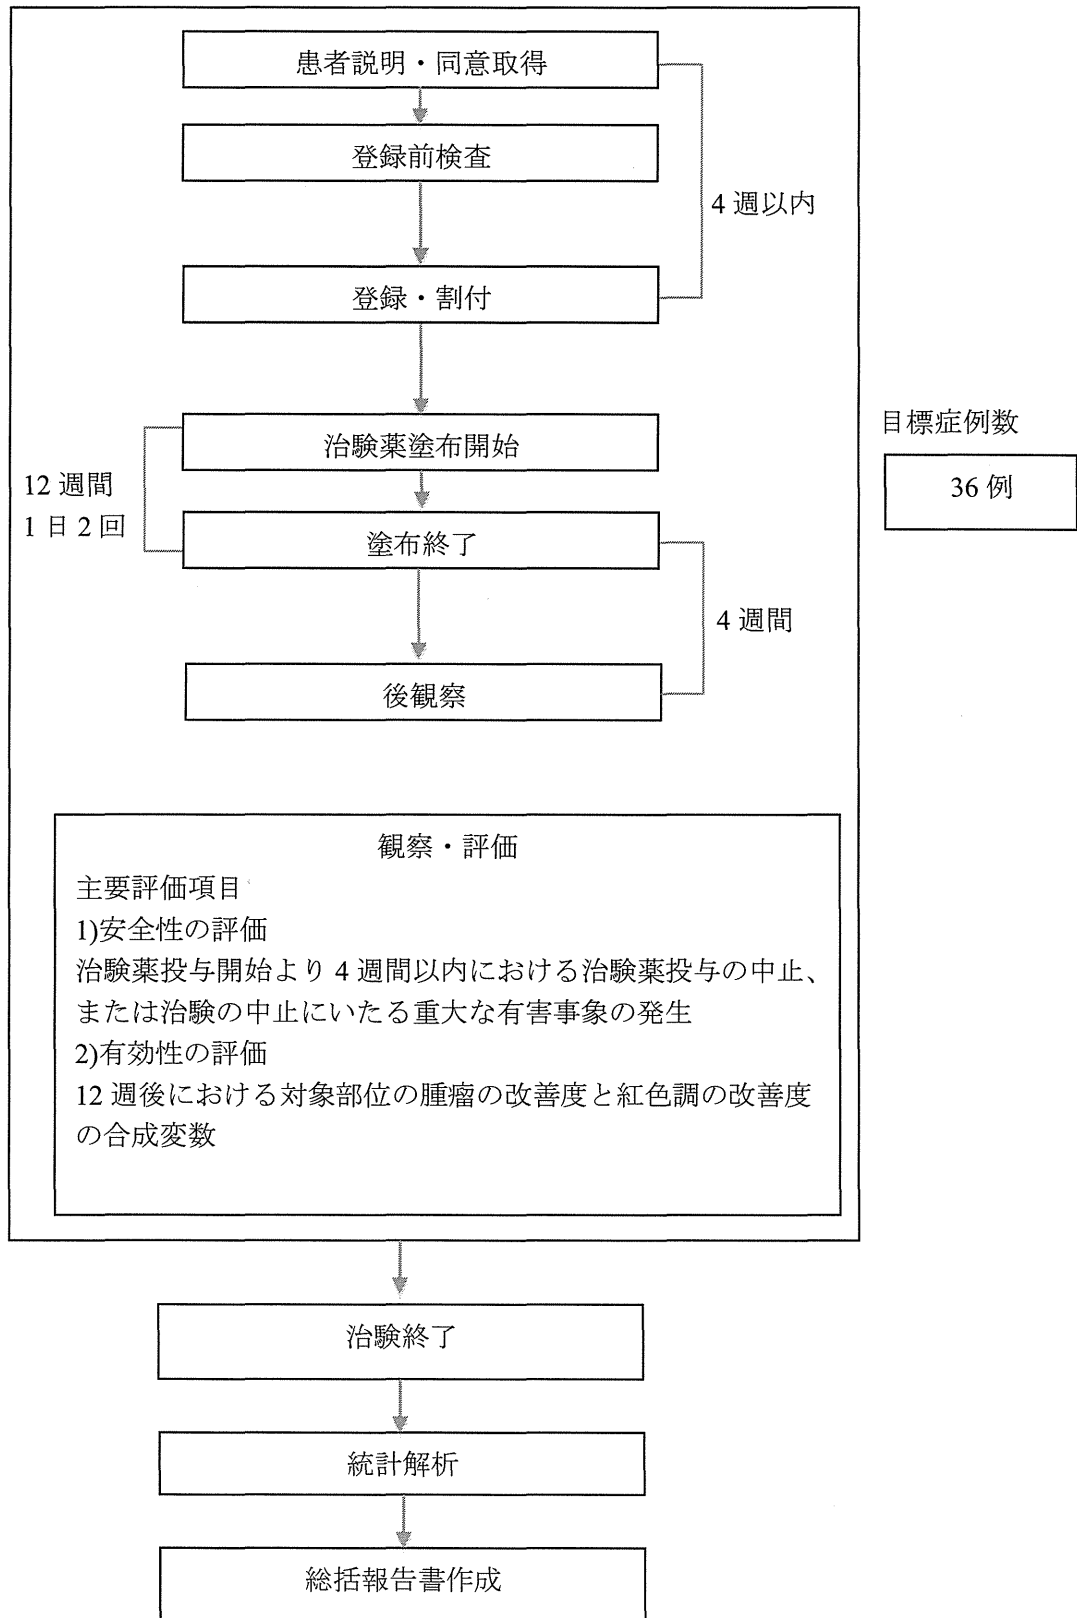 患者説明・同意取得
登録前検査
4 週以内
登録・割付
目標症例数
36 例
治験薬塗布開始
12 週間
1 日 2 回
塗布終了
4 週間
後観察
観察・評価
主要評価項目
1)安全性の評価
治験薬投与開始より 4 週間以内における治験薬投与の中止、
または治験の中止にいたる重大な有害事象の発生
2)有効性の評価
12 週後における対象部位の腫瘤の改善度と紅色調の改善度
の合成変数
治験終了
統計解析
総括報告書作成